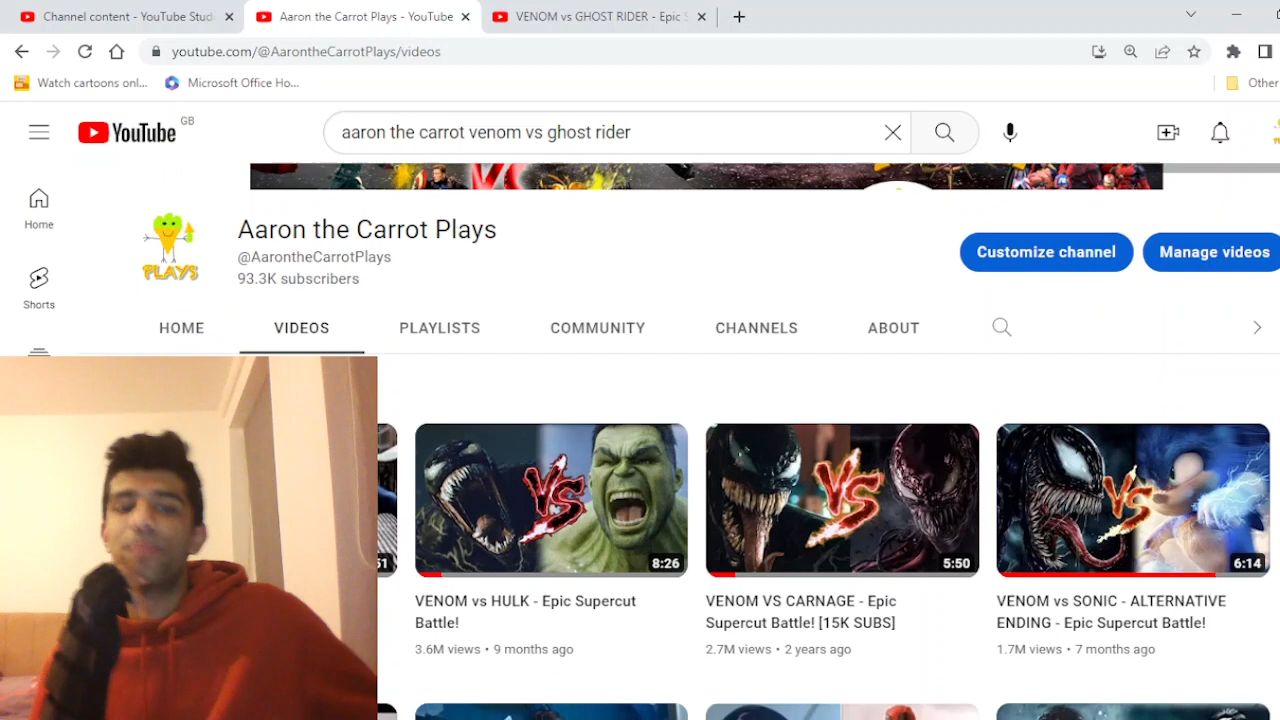 Channel content - YouTube Studi
Aaron the Carrot Plays - YouTube
VENOM vs GHOST RIDER - Epic S
youtube.com/@AarontheCarrotPlays/videos
Watch cartoons onl...
Microsoft Office Ho...
Other
YouTube GB
aaron the carrot venom vs ghost rider
VS
Home
Shorts
PLAYS
Aaron the Carrot Plays
@AarontheCarrotPlays
93.3K subscribers
Customize channel
Manage videos
HOME VIDEOS PLAYLISTS COMMUNITY CHANNELS ABOUT
51
VS
8:26
VS
5:50
VS
6:14
VENOM vs HULK - Epic Supercut
Battle!
3.6M views • 9 months ago
VENOM VS CARNAGE - Epic
Supercut Battle! [15K SUBS]
2.7M views • 2 years ago
VENOM vs SONIC - ALTERNATIVE
ENDING - Epic Supercut Battle!
1.7M views • 7 months ago